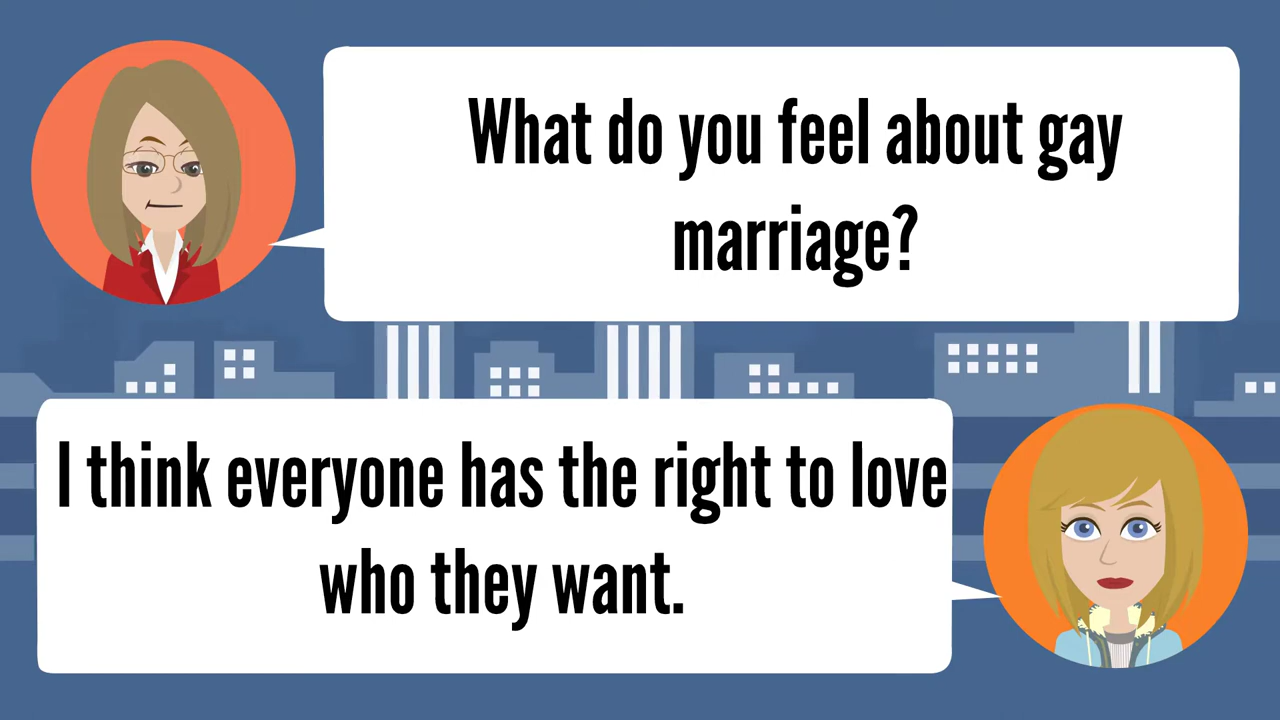 What do you feel about gay
marriage?
I think everyone has the right to love
who they want.